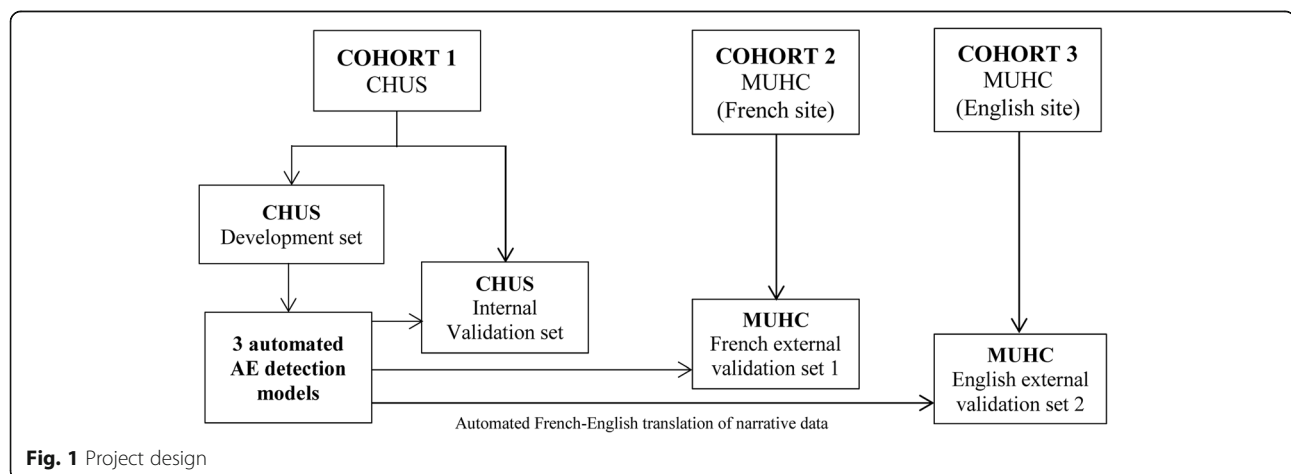 COHORT 1
CHUS
COHORT 2
MUHC
(French site)
COHORT 3
MUHC
(English site)
CHUS
Development set
CHUS
Internal
Validation set
3 automated
AE detection
models
MUHC
French external
validation set 1
MUHC
English external
validation set 2
Automated French-English translation of narrative data
Fig. 1 Project design